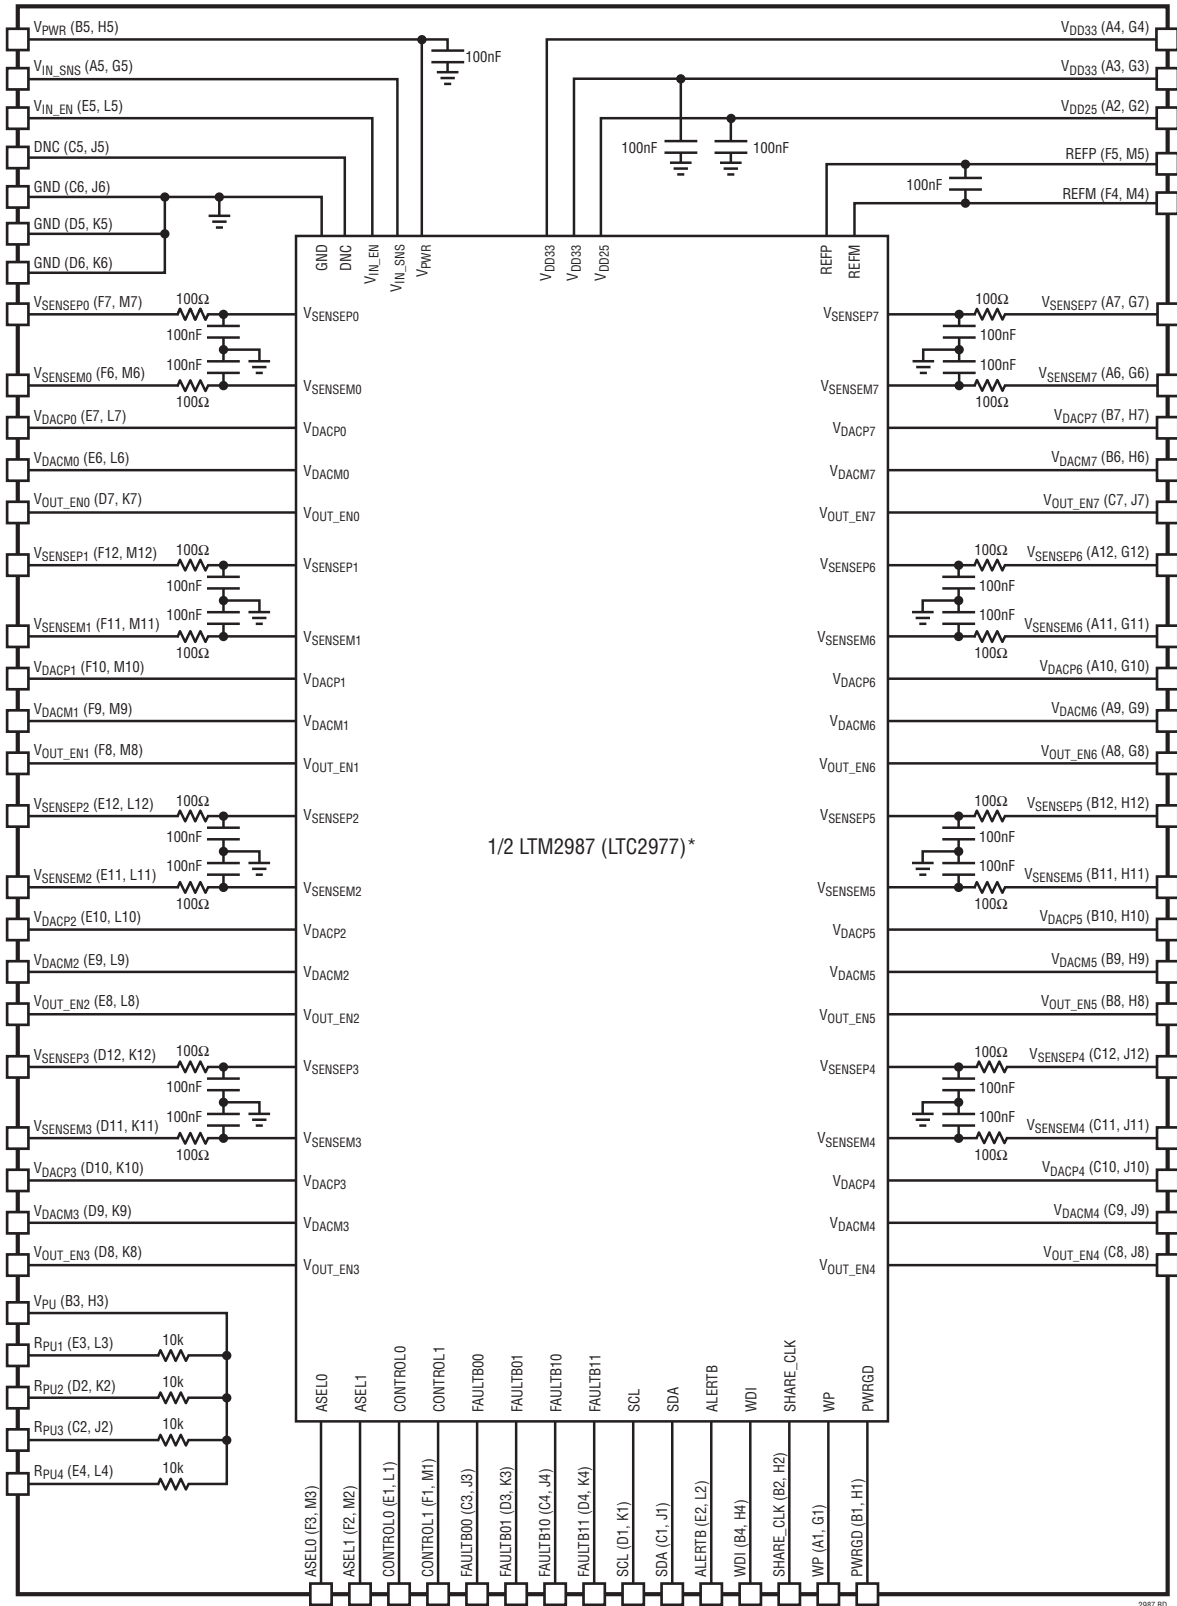 VPWR (B5, H5)
VIN_SNS (A5, G5)
VIN_EN (E5, L5)
DNC (C5, J5)
GND (C6, J6)
GND (D5, K5)
GND (D6, K6)
100nF
VDD33 (A4, G4)
VDD33 (A3, G3)
VDD25 (A2, G2)
100nF
100nF
REFP (F5, M5)
100nF
REFM (F4, M4)
GND
DNC
VIN_EN
VIN_SNS
VPWR
VDD33
VDD33
VDD25
REFP
REFM
VSENSEP0 (F7, M7)
100Ω
100nF
100nF
VSENSEM0 (F6, M6)
100Ω
VDACP0 (E7, L7)
VDACM0 (E6, L6)
VOUT_EN0 (D7, K7)
VSENSEP1 (F12, M12)
100Ω
100nF
100nF
VSENSEM1 (F11, M11)
100Ω
VDACP1 (F10, M10)
VDACM1 (F9, M9)
VOUT_EN1 (F8, M8)
VSENSEP2 (E12, L12)
100Ω
100nF
100nF
VSENSEM2 (E11, L11)
100Ω
VDACP2 (E10, L10)
VDACM2 (E9, L9)
VOUT_EN2 (E8, L8)
VSENSEP3 (D12, K12)
100Ω
100nF
100nF
VSENSEM3 (D11, K11)
100Ω
VDACP3 (D10, K10)
VDACM3 (D9, K9)
VOUT_EN3 (D8, K8)
VPU (B3, H3)
RPU1 (E3, L3)
10k
RPU2 (D2, K2)
10k
RPU3 (C2, J2)
10k
RPU4 (E4, L4)
10k
VSENSEP0
VSENSEM0
VDACP0
VDACM0
VOUT_EN0
VSENSEP1
VSENSEM1
VDACP1
VDACM1
VOUT_EN1
VSENSEP2
VSENSEM2
VDACP2
VDACM2
VOUT_EN2
VSENSEP3
VSENSEM3
VDACP3
VDACM3
VOUT_EN3
1/2 LTM2987 (LTC2977)*
VSENSEP7
VSENSEM7
VDACP7
VDACM7
VOUT_EN7
VSENSEP6
VSENSEM6
VDACP6
VDACM6
VOUT_EN6
VSENSEP5
VSENSEM5
VDACP5
VDACM5
VOUT_EN5
VSENSEP4
VSENSEM4
VDACP4
VDACM4
VOUT_EN4
100Ω
VSENSEP7 (A7, G7)
100nF
100nF
VSENSEM7 (A6, G6)
100Ω
VDACP7 (B7, H7)
VDACM7 (B6, H6)
VOUT_EN7 (C7, J7)
100Ω
VSENSEP6 (A12, G12)
100nF
100nF
VSENSEM6 (A11, G11)
100Ω
VDACP6 (A10, G10)
VDACM6 (A9, G9)
VOUT_EN6 (A8, G8)
100Ω
VSENSEP5 (B12, H12)
100nF
100nF
VSENSEM5 (B11, H11)
100Ω
VDACP5 (B10, H10)
VDACM5 (B9, H9)
VOUT_EN5 (B8, H8)
100Ω
VSENSEP4 (C12, J12)
100nF
100nF
VSENSEM4 (C11, J11)
100Ω
VDACP4 (C10, J10)
VDACM4 (C9, J9)
VOUT_EN4 (C8, J8)
ASEL0
ASEL1
CONTROL0
CONTROL1
FAULTB00
FAULTB01
FAULTB10
FAULTB11
SCL
SDA
ALERTB
WDI
SHARE_CLK
WP
PWRGD
ASEL0 (F3, M3)
ASEL1 (F2, M2)
CONTROL0 (E1, L1)
CONTROL1 (F1, M1)
FAULTB00 (C3, J3)
FAULTB01 (D3, K3)
FAULTB10 (C4, J4)
FAULTB11 (D4, K4)
SCL (D1, K1)
SDA (C1, J1)
ALERTB (E2, L2)
WDI (B4, H4)
SHARE_CLK (B2, H2)
WP (A1, G1)
PWRGD (B1, H1)
2987 BD